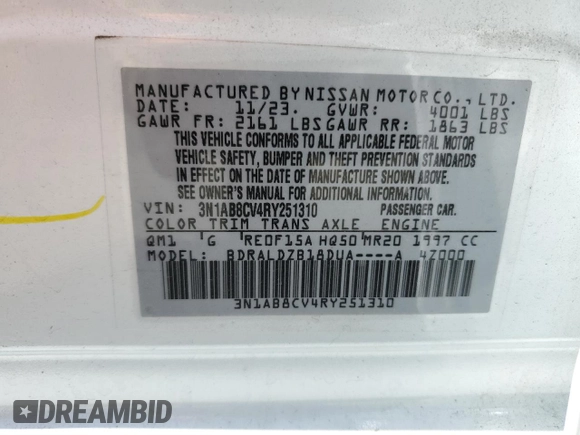 MANUFACTURED BY NISSAN MOTOR CO., LTD.
DATE: 11/23. GVWR: 4001 LBS
GAWR FR: 2161 LBS GAWR RR: 1863 LBS
THIS VEHICLE CONFORMS TO ALL APPLICABLE FEDERAL MOTOR
VEHICLE SAFETY, BUMPER AND THEFT PREVENTION STANDARDS
IN EFFECT ON THE DATE OF MANUFACTURE SHOWN ABOVE.
SEE OWNER'S MANUAL FOR ADDITIONAL INFORMATION.
VIN: 3N1AB8CV4RY251310 PASSENGER CAR.
COLOR TRIM TRANS AXLE ENGINE
QM1 G RE0F15A HQ50 MR20 1997 CC
MODEL: BDRALDZB18DUA----A 4Z000
3N1AB8CV4RY251310
DREAMBID